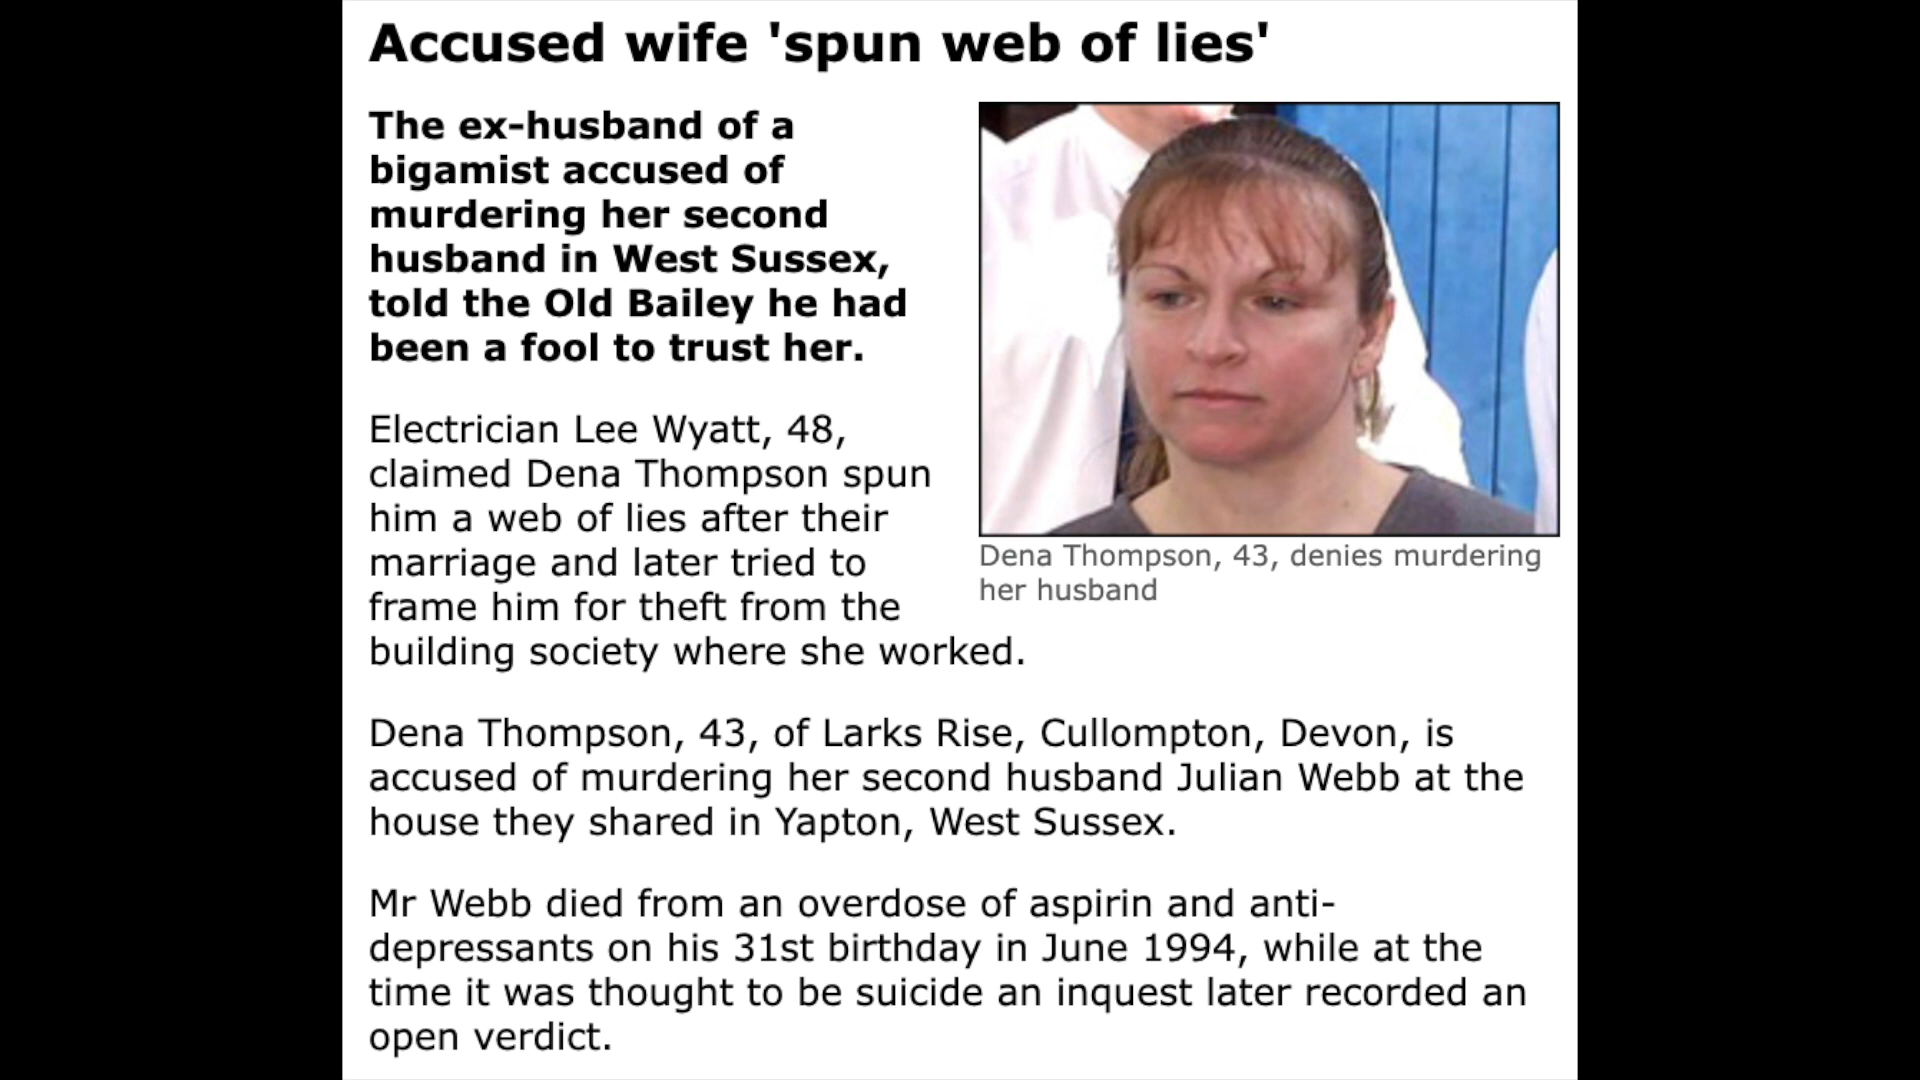 Accused wife 'spun web of lies'
The ex-husband of a
bigamist accused of
murdering her second
husband in West Sussex,
told the Old Bailey he had
been a fool to trust her.
Electrician Lee Wyatt, 48,
claimed Dena Thompson spun
him a web of lies after their
marriage and later tried to
frame him for theft from the
building society where she worked.
Dena Thompson, 43, denies murdering
her husband
Dena Thompson, 43, of Larks Rise, Cullompton, Devon, is
accused of murdering her second husband Julian Webb at the
house they shared in Yapton, West Sussex.
Mr Webb died from an overdose of aspirin and anti-
depressants on his 31st birthday in June 1994, while at the
time it was thought to be suicide an inquest later recorded an
open verdict.